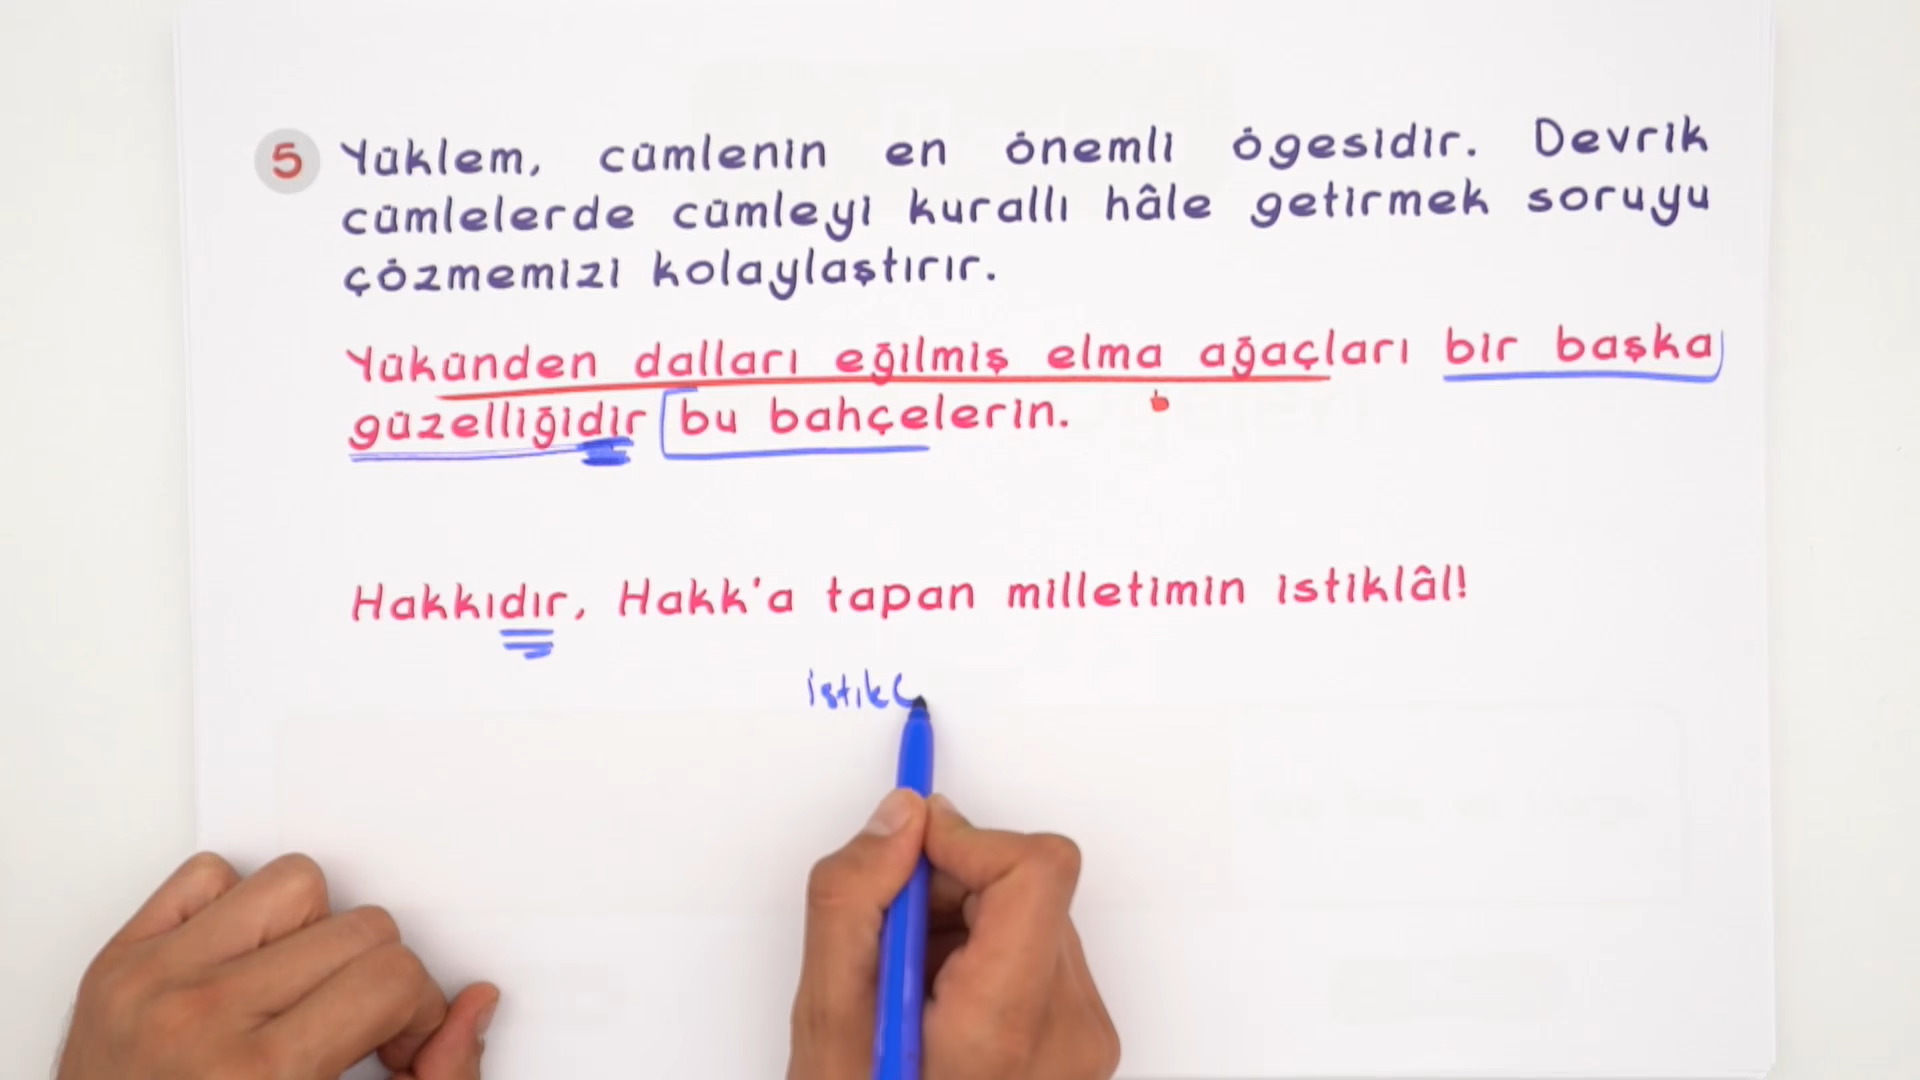 5 Yüklem, cümlenin en önemli ögesidir. Devrik
cümlelerde cümleyi kurallı hâle getirmek soruyu
çözmemizi kolaylaştırır.
Yükünden dalları eğilmiş elma ağaçları bir başka
güzelliğidir bu bahçelerin.
Hakkıdır, Hakk'a tapan milletimin istiklâl!
istikl